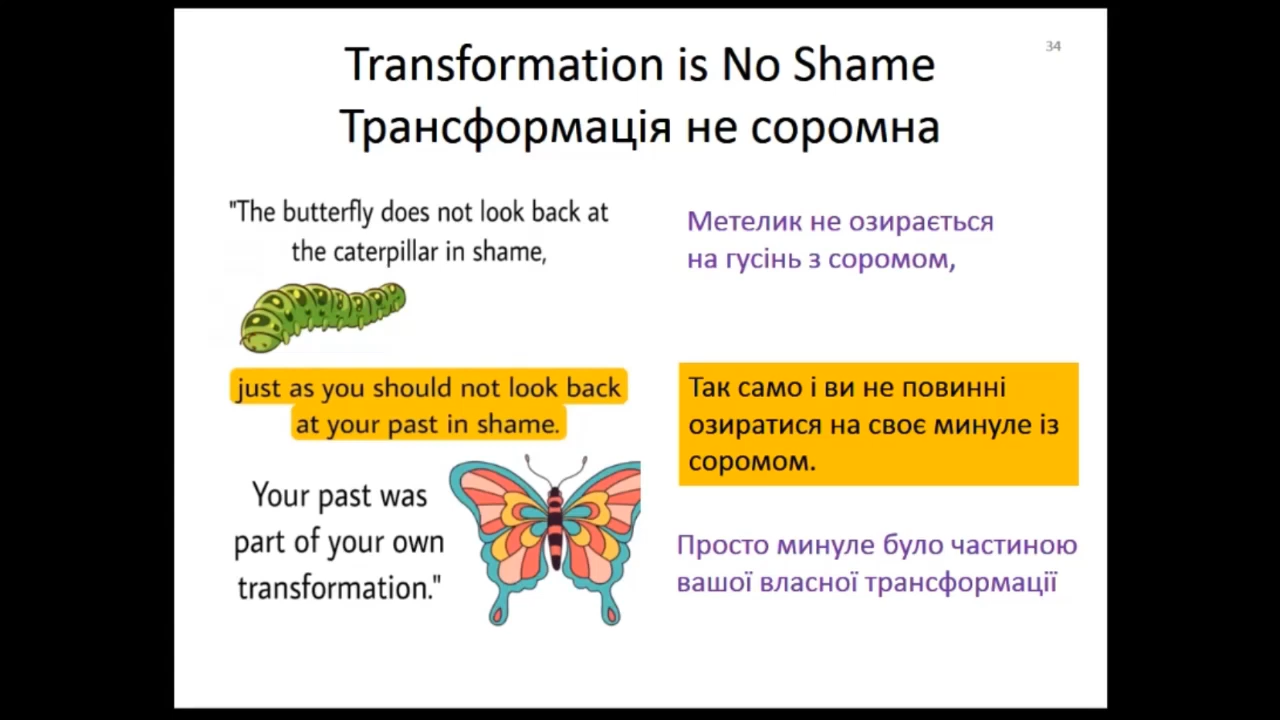 34
Transformation is No Shame
Трансформація не соромна
"The butterfly does not look back at
the caterpillar in shame,
just as you should not look back
at your past in shame.
Your past was
part of your own
transformation."
Метелик не озирається
на гусінь з соромом,
Так само і ви не повинні
озиратися на своє минуле із
соромом.
Просто минуле було частиною
вашої власної трансформації